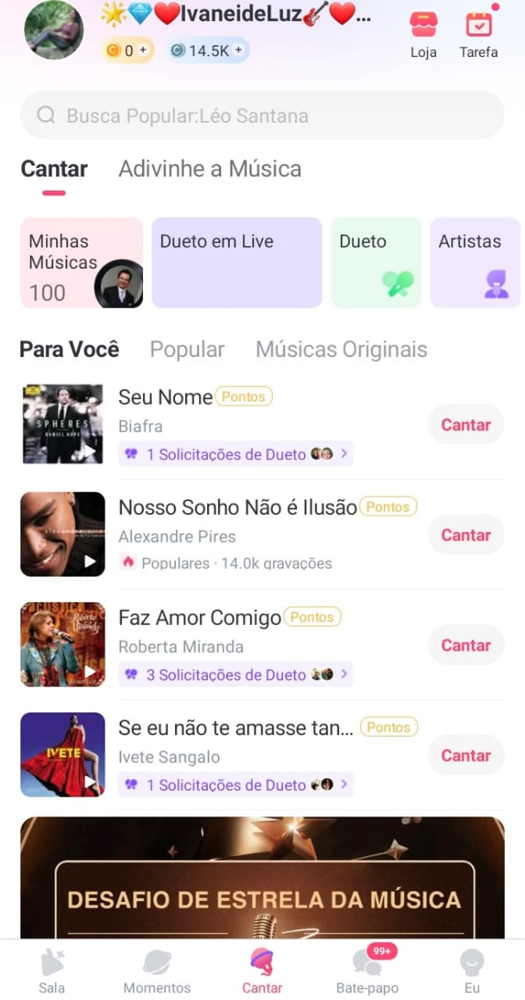 🌟💎❤️IvaneideLuz🎸❤️...
0 +
14.5K +
Loja
Tarefa
Busca Popular:Léo Santana
Cantar
Adivinhe a Música
Minhas
Músicas
100
Dueto em Live
Dueto
Artistas
Para Você
Popular
Músicas Originais
SPHERES
DANIEL HOPE
Seu Nome Pontos
Biafra
1 Solicitações de Dueto >
Cantar
Nosso Sonho Não é Ilusão Pontos
Alexandre Pires
Populares · 14.0k gravações
Cantar
ACÚSTICO
Roberta
Miranda
Faz Amor Comigo Pontos
Roberta Miranda
3 Solicitações de Dueto >
Cantar
IVETE
Se eu não te amasse tan... Pontos
Ivete Sangalo
1 Solicitações de Dueto >
Cantar
DESAFIO DE ESTRELA DA MÚSICA
Sala
Momentos
Cantar
99+
Bate-papo
Eu